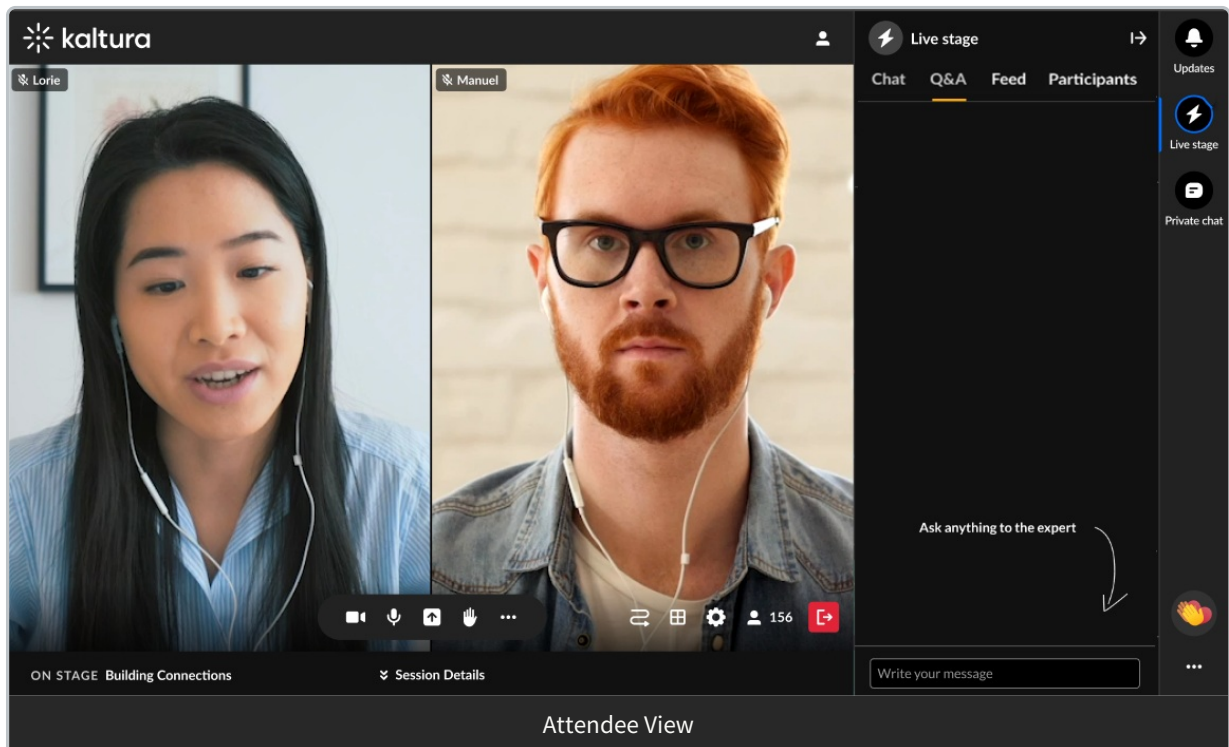 kaltura
Lorie
Manuel
156
ON STAGE Building Connections
Session Details
Live stage
Chat Q&A Feed Participants
Ask anything to the expert
Write your message
Updates
Live stage
Private chat
Attendee View